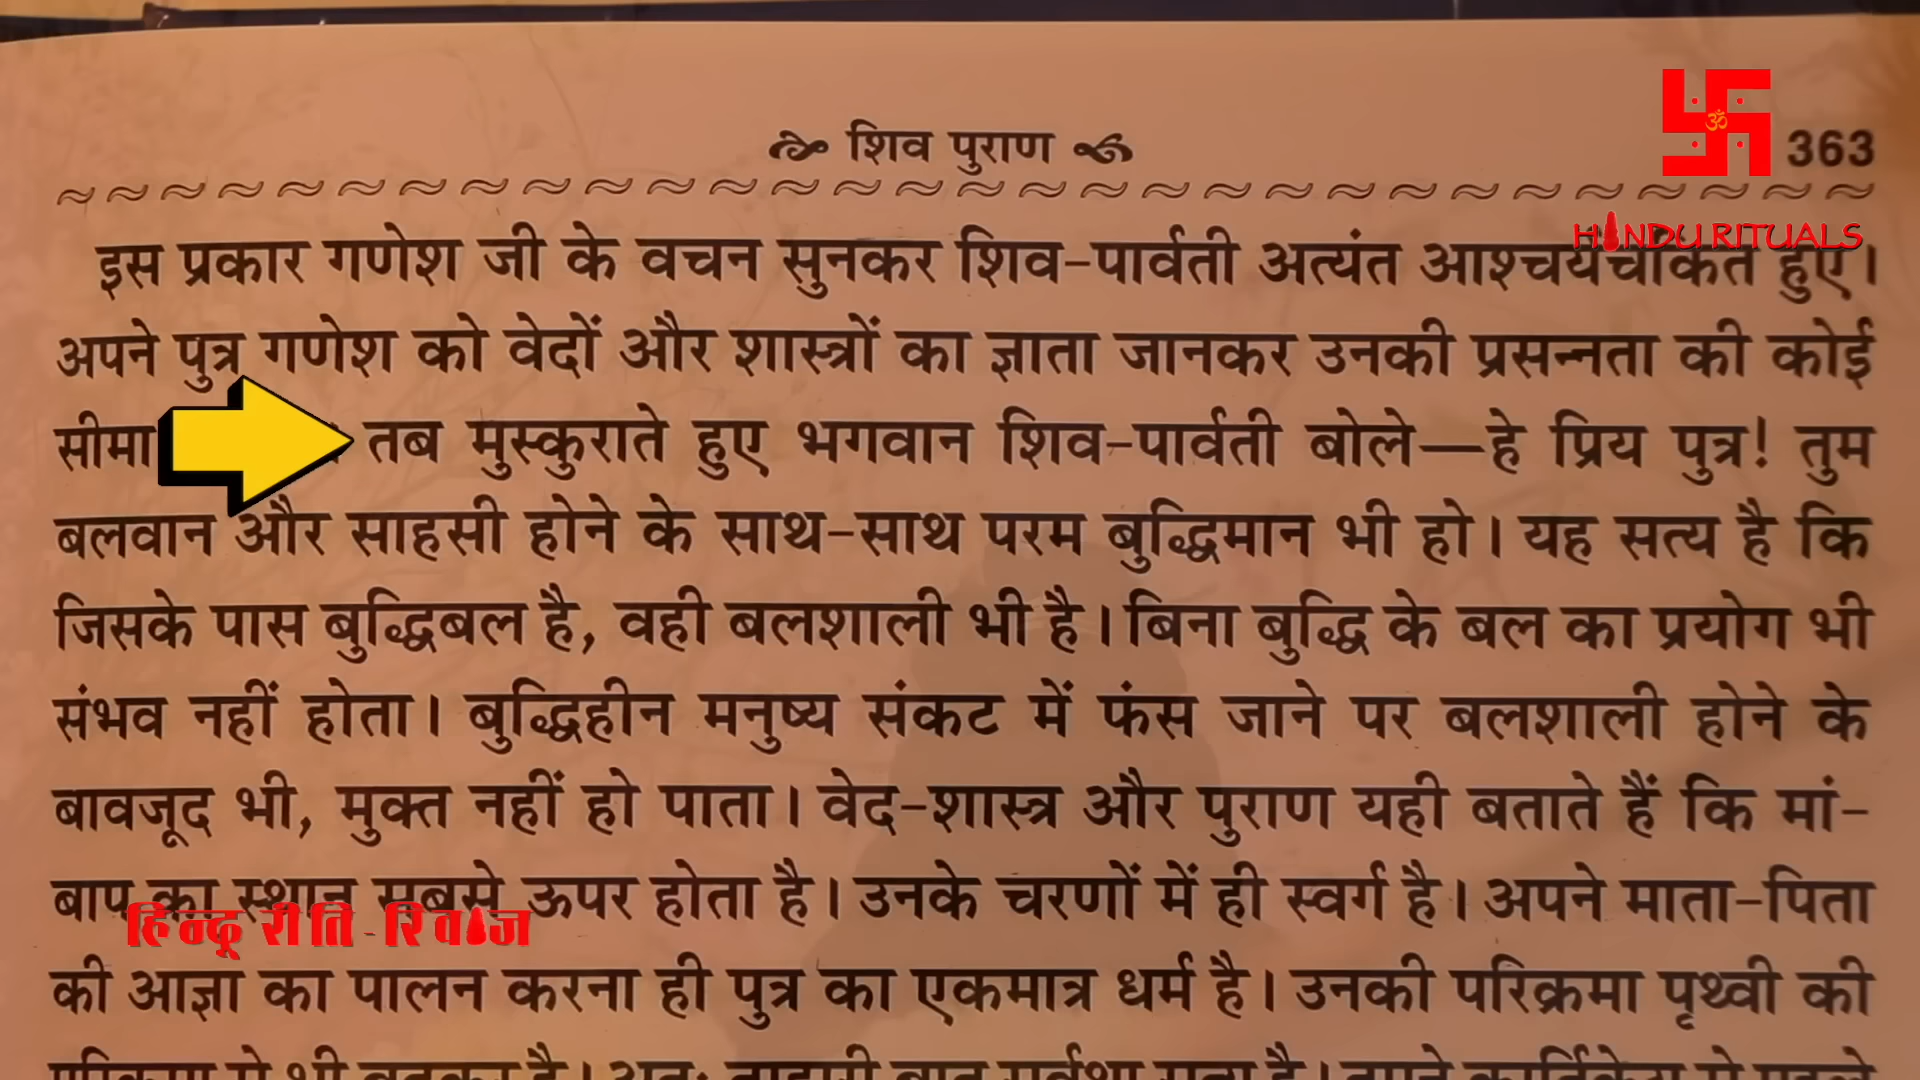 शिव पुराण
363
HINDU RITUALS
इस प्रकार गणेश जी के वचन सुनकर शिव-पार्वती अत्यंत आश्चर्यचकित हुए।
अपने पुत्र गणेश को वेदों और शास्त्रों का ज्ञाता जानकर उनकी प्रसन्नता की कोई
सीमा तब मुस्कुराते हुए भगवान शिव-पार्वती बोले—हे प्रिय पुत्र! तुम
बलवान और साहसी होने के साथ-साथ परम बुद्धिमान भी हो। यह सत्य है कि
जिसके पास बुद्धिबल है, वही बलशाली भी है। बिना बुद्धि के बल का प्रयोग भी
संभव नहीं होता। बुद्धिहीन मनुष्य संकट में फंस जाने पर बलशाली होने के
बावजूद भी, मुक्त नहीं हो पाता। वेद-शास्त्र और पुराण यही बताते हैं कि मां-
बाप का स्थान सबसे ऊपर होता है। उनके चरणों में ही स्वर्ग है। अपने माता-पिता
हिन्दू रीति-रिवाज
की आज्ञा का पालन करना ही पुत्र का एकमात्र धर्म है। उनकी परिक्रमा पृथ्वी की